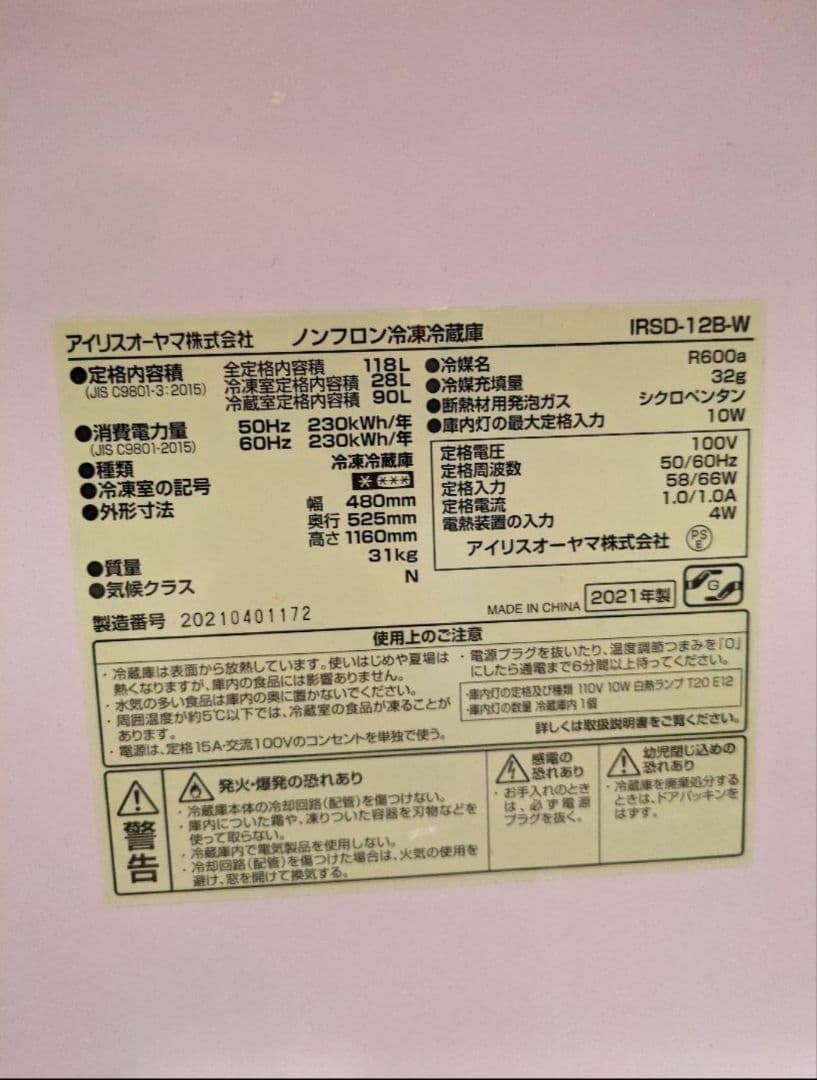 アイリスオーヤマ株式会社 ノンフロン冷凍冷蔵庫 IRSD-12B-W
●定格内容積 全定格内容積 118L
(JIS C9801-3:2015) 冷凍室定格内容積 28L
冷蔵室定格内容積 90L
●消費電力量 50Hz 230kWh/年
(JIS C9801-2015) 60Hz 230kWh/年
●種類 冷凍冷蔵庫
●冷凍室の記号 * ***
●外形寸法 幅 480mm
奥行 525mm
高さ 1160mm
●質量 31kg
●気候クラス N
●冷媒名 R600a
●冷媒充填量 32g
●断熱材用発泡ガス シクロペンタン
●庫内灯の最大定格入力 10W
定格電圧 100V
定格周波数 50/60Hz
定格入力 58/66W
定格電流 1.0/1.0A
電熱装置の入力 4W
アイリスオーヤマ株式会社 PSE
製造番号 20210401172
MADE IN CHINA 2021年製 G
使用上のご注意
・冷蔵庫は表面から放熱しています。使いはじめや夏場は
熱くなりますが、庫内の食品には影響ありません。
・水気の多い食品は庫内の奥に置かないでください。
・周囲温度が約5℃以下では、冷蔵室の食品が凍ることが
あります。
・電源は、定格15A・交流100Vのコンセントを単独で使う。
・電源プラグを抜いたり、温度調節つまみを「0」
にしたら通電まで6分間以上待ってください。
・庫内灯の定格及び種類 110V 10W 白熱ランプ T20 E12
・庫内灯の数量 冷蔵庫内 1個
詳しくは取扱説明書をご覧ください。
警告
発火・爆発の恐れあり
・冷蔵庫本体の冷却回路(配管)を傷つけない。
・庫内についた霜や、凍りついた容器を刃物などを
使って取らない。
・冷蔵庫内で電気製品を使用しない。
・冷却回路(配管)を傷つけた場合は、火気の使用を
避け、窓を開けて換気する。
感電の
恐れあり
・お手入れのとき
は、必ず電源
プラグを抜く。
幼児閉じ込めの
恐れあり
・冷蔵庫を廃棄処分する
ときは、ドアパッキンを
はずす。